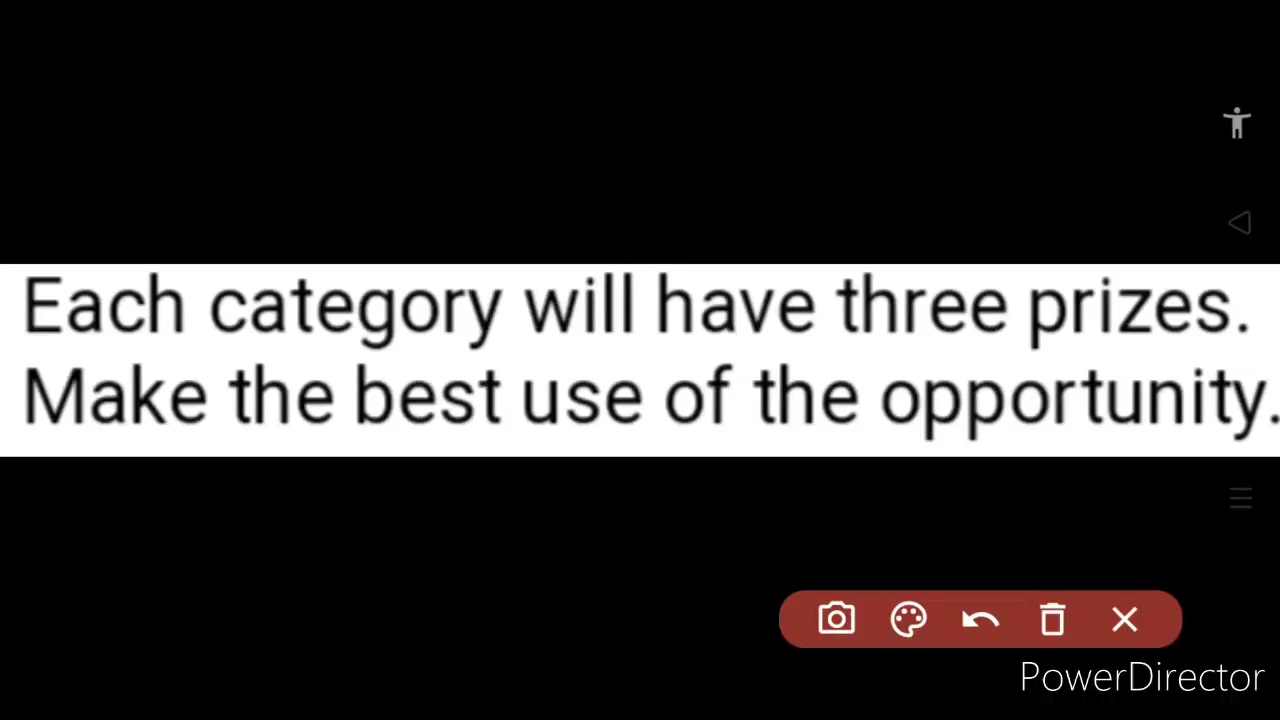 Each category will have three prizes.
Make the best use of the opportunity.
PowerDirector